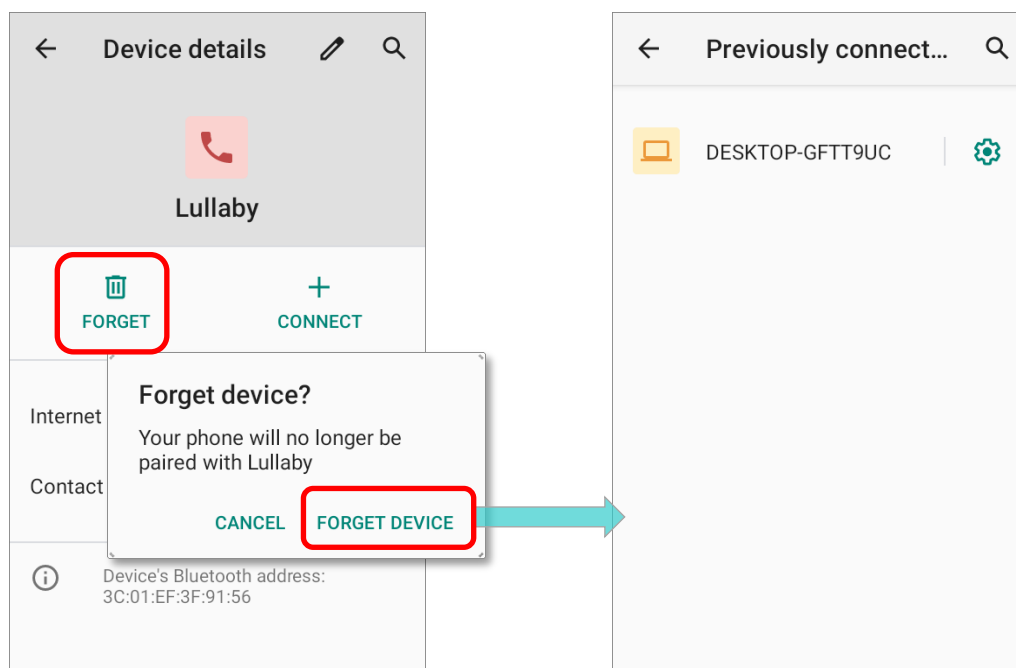 Device details
Lullaby
FORGET
CONNECT
Internet
Contact
Forget device?
Your phone will no longer be
paired with Lullaby
CANCEL
FORGET DEVICE
Device's Bluetooth address:
3C:01:EF:3F:91:56
Previously connect...
DESKTOP-GFTT9UC